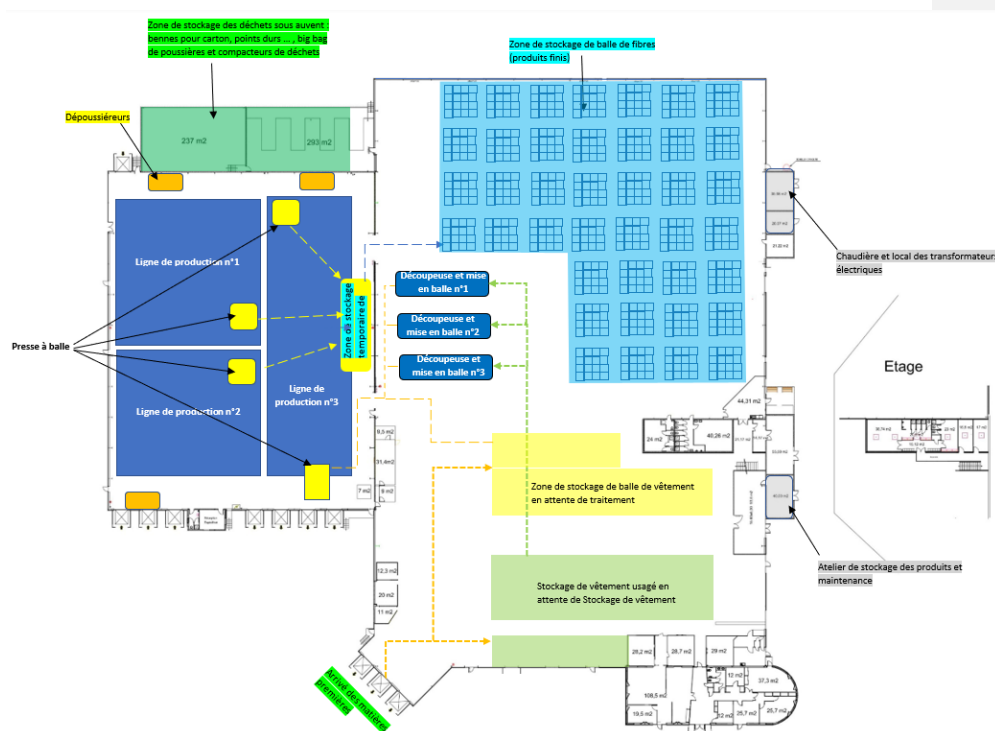 Zone de stockage des déchets sous auvent :
bennes pour carton, points durs ... , big bag
de poussières et compacteurs de déchets
Zone de stockage de balle de fibres
(produits finis)
Dépoussiéreurs
237 m2
293 m2
Ligne de production n°1
Découpeuse et mise
en balle n°1
Chaudière et local des transformateurs
électriques
Zone de stockage
temporaire de
Découpeuse et
mise en balle n°2
Presse à balle
Découpeuse et
mise en balle n°3
Etage
Ligne de production n°2
Ligne de
production n°3
44,31 m2
24 m2
40,26 m2
31,4m2
7 m2
Zone de stockage de balle de vêtement
en attente de traitement
Atelier de stockage des produits et
maintenance
12,3 m2
20 m2
11 m2
Stockage de vêtement usagé en
attente de Stockage de vêtement
Arrivé des matières
premières
28,2 m2
28,7 m2
29 m2
12 m2
37,3 m2
108,5 m2
19,5 m2
12 m2
25,7 m2
25,7 m2